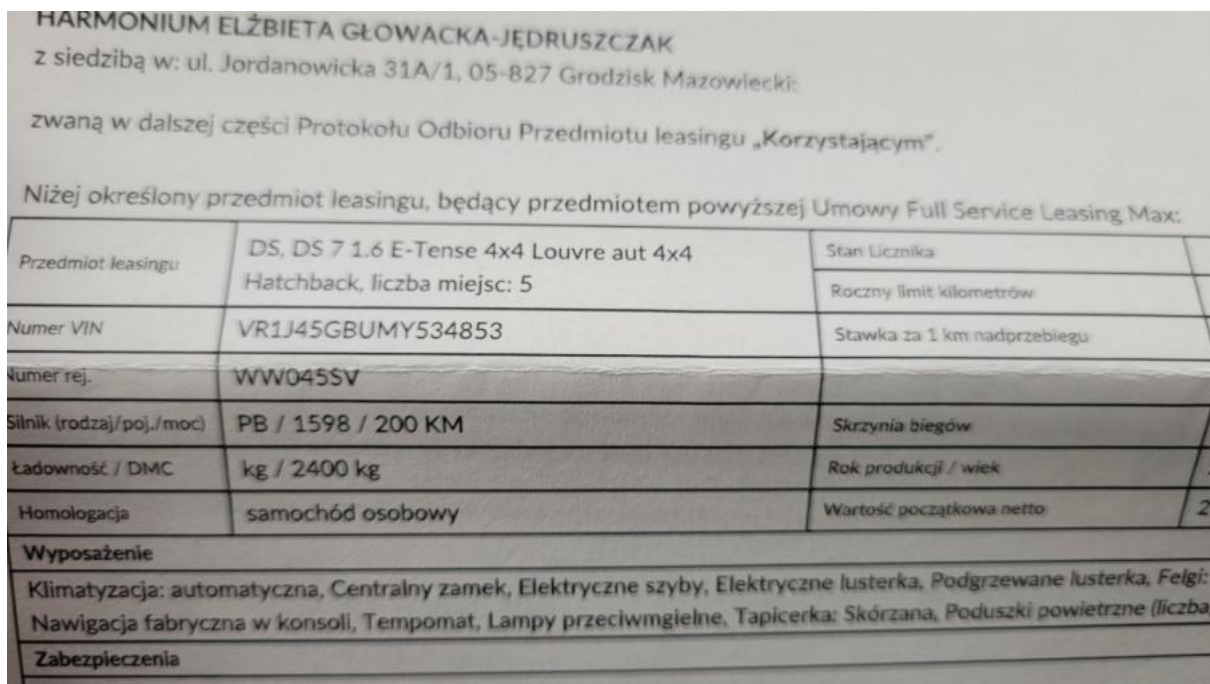 HARMONIUM ELŻBIETA GŁOWACKA-JĘDRUSZCZAK
z siedzibą w: ul. Jordanowicka 31A/1, 05-827 Grodzisk Mazowiecki:
zwaną w dalszej części Protokołu Odbioru Przedmiotu leasingu „Korzystającym”.
Niżej określony przedmiot leasingu, będący przedmiotem powyższej Umowy Full Service Leasing Max:
Przedmiot leasingu
DS, DS 7 1.6 E-Tense 4x4 Louvre aut 4x4
Hatchback, liczba miejsc: 5
Stan Licznika
Roczny limit kilometrów
Numer VIN VR1J45GBUMY534853 Stawka za 1 km nadprzebiegu
Numer rej. WW045SV
Silnik (rodzaj/poj./moc) PB / 1598 / 200 KM Skrzynia biegów
Ładowność / DMC kg / 2400 kg Rok produkcji / wiek
Homologacja samochód osobowy Wartość początkowa netto 2
Wyposażenie
Klimatyzacja: automatyczna, Centralny zamek, Elektryczne szyby, Elektryczne lusterka, Podgrzewane lusterka, Felgi:
Nawigacja fabryczna w konsoli, Tempomat, Lampy przeciwmgielne, Tapicerka: Skórzana, Poduszki powietrzne (liczba
Zabezpieczenia